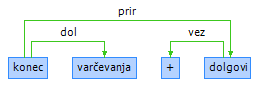 prir
dol vez
konec varčevanja + dolgovi